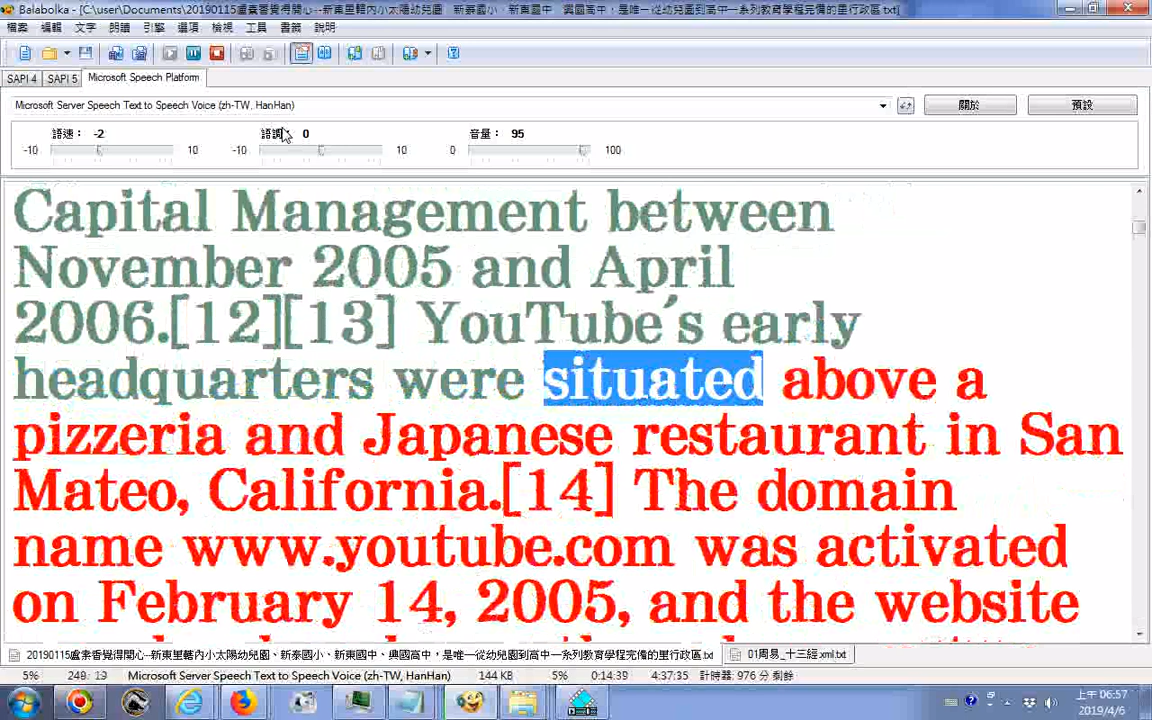 Balabolka - [C:\user\Documents\20190115盧素香覺得開心--新東里轄內小太陽幼兒園、新泰國小、新東國中、興國高中，是唯一從幼兒園到高中一系列教育學程完備的里行政區.txt]
檔案 編輯 文字 朗讀 引擎 選項 檢視 工具 書籤 說明
SAPI 4 SAPI 5 Microsoft Speech Platform
Microsoft Server Speech Text to Speech Voice (zh-TW, HanHan) 關於 預設
語速： -2 語調： 0 音量： 95
-10 10 -10 10 0 100
Capital Management between
November 2005 and April
2006.[12][13] YouTube's early
headquarters were situated above a
pizzeria and Japanese restaurant in San
Mateo, California.[14] The domain
name www.youtube.com was activated
on February 14, 2005, and the website
20190115盧素香覺得開心--新東里轄內小太陽幼兒園、新泰國小、新東國中、興國高中，是唯一從幼兒園到高中一系列教育學程完備的里行政區.txt 01周易_十三經.xml.txt
5% 248: 13 Microsoft Server Speech Text to Speech Voice (zh-TW, HanHan) 144 KB 5% 0:14:39 4:37:35 計時器: 976 分 剩餘
上午 06:57
2019/4/6